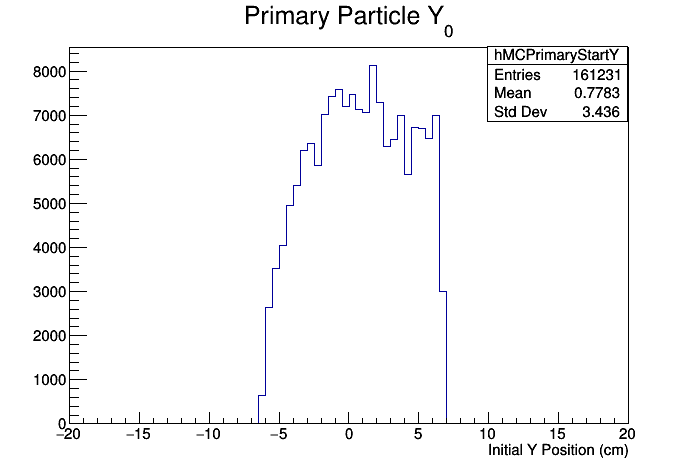 Primary Particle Y0
hMCPrimaryStartY
Entries 161231
Mean 0.7783
Std Dev 3.436
8000
7000
6000
5000
4000
3000
2000
1000
0
−20 −15 −10 −5 0 5 10 15 20
Initial Y Position (cm)